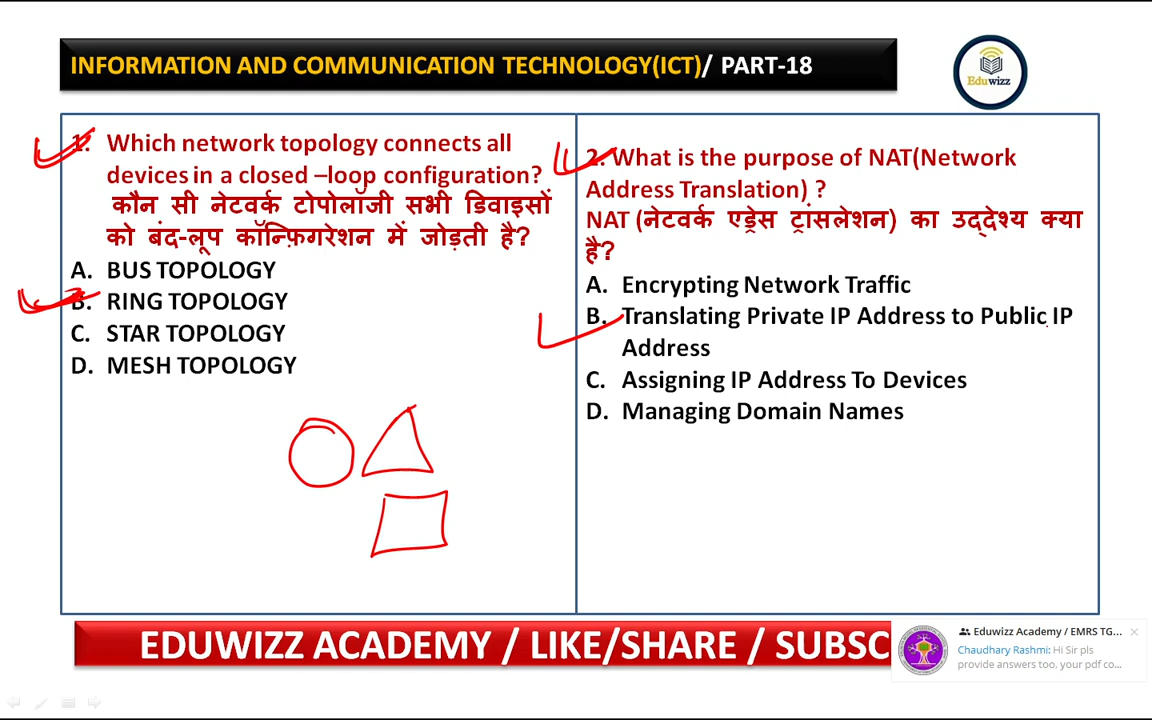 INFORMATION AND COMMUNICATION TECHNOLOGY(ICT)/ PART-18
Eduwizz
1. Which network topology connects all
devices in a closed –loop configuration?
कौन सी नेटवर्क टोपोलॉजी सभी डिवाइसों
को बंद-लूप कॉन्फ़िगरेशन में जोड़ती है?
A. BUS TOPOLOGY
B. RING TOPOLOGY
C. STAR TOPOLOGY
D. MESH TOPOLOGY
2. What is the purpose of NAT(Network
Address Translation) ?
NAT (नेटवर्क एड्रेस ट्रांसलेशन) का उद्देश्य क्या
है?
A. Encrypting Network Traffic
B. Translating Private IP Address to Public IP
Address
C. Assigning IP Address To Devices
D. Managing Domain Names
EDUWIZZ ACADEMY / LIKE/SHARE / SUBSC
Eduwizz Academy / EMRS TG...
Chaudhary Rashmi: Hi Sir pls
provide answers too, your pdf co...